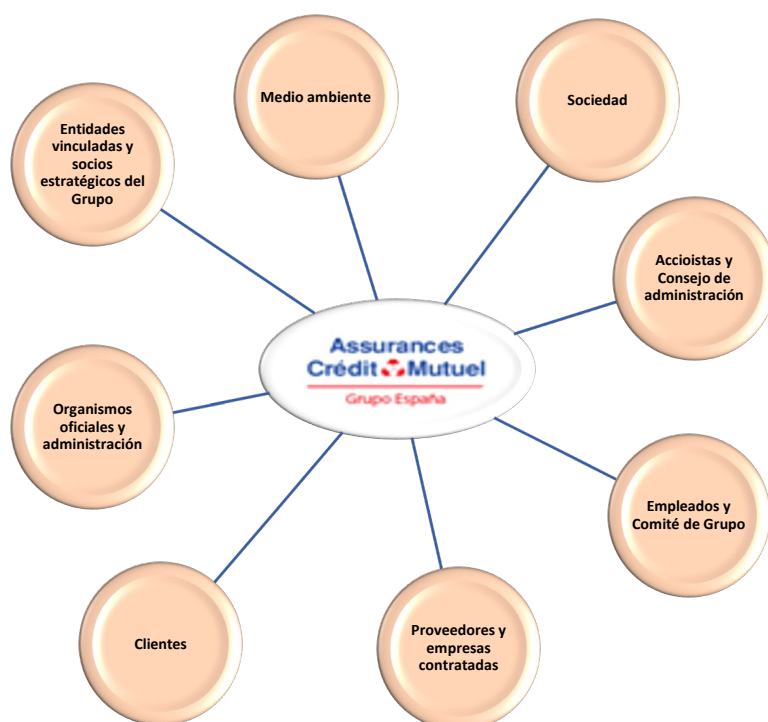 Medio ambiente
Sociedad
Entidades
vinculadas y
socios
estratégicos del
Grupo
Accioistas y
Consejo de
administración
Assurances
Crédit Mutuel
Grupo España
Organismos
oficiales y
administración
Empleados y
Comité de Grupo
Clientes
Proveedores y
empresas
contratadas